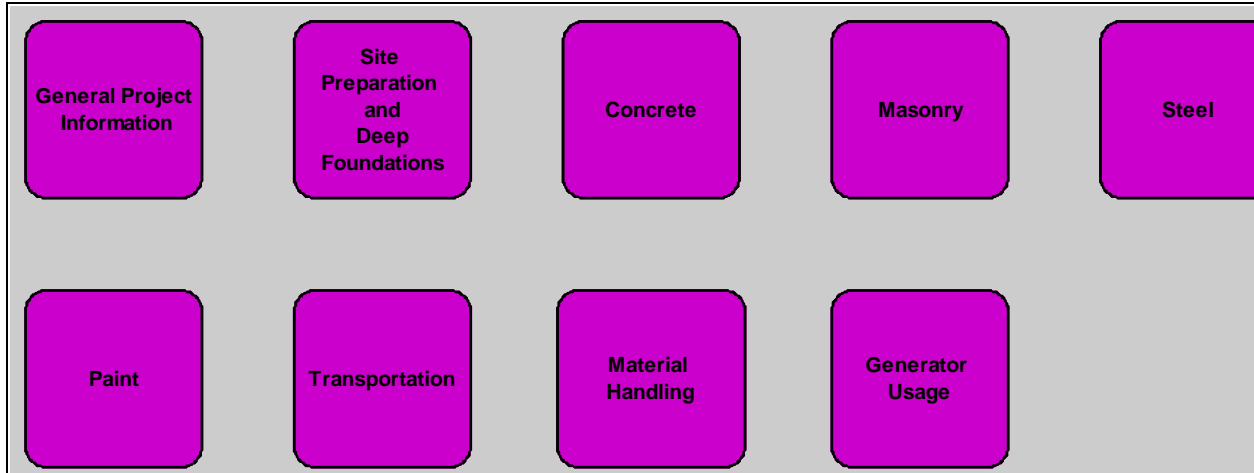 General Project
Information
Site
Preparation
and
Deep
Foundations
Concrete
Masonry
Steel
Paint
Transportation
Material
Handling
Generator
Usage